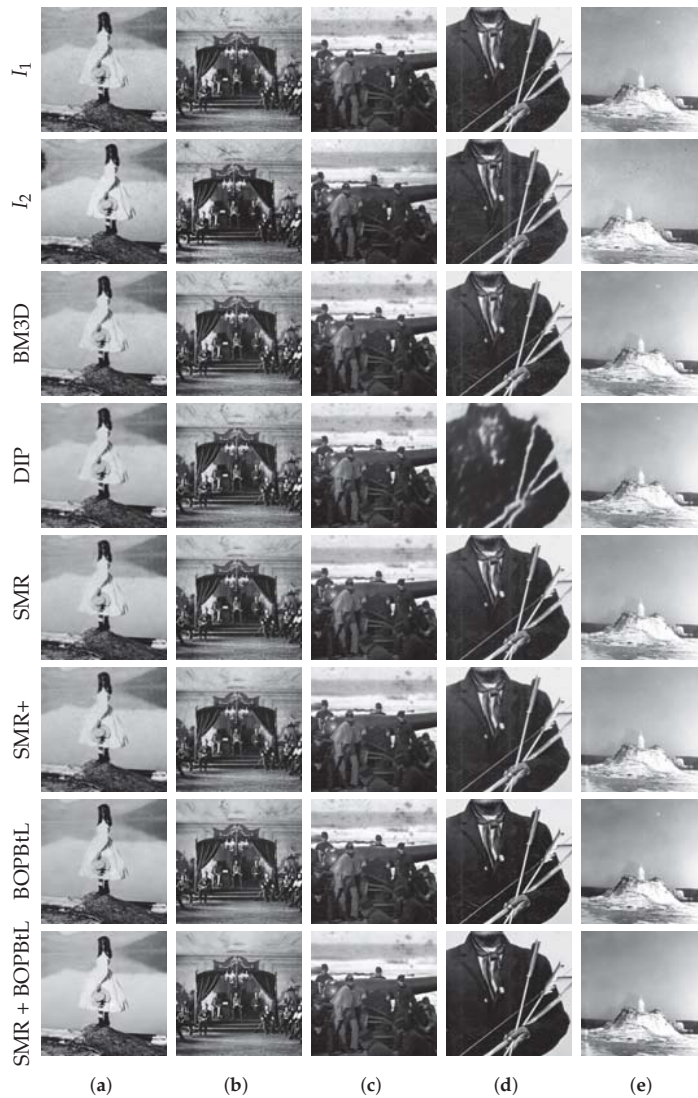 I1
I2
BM3D
DIP
SMR
SMR+
BOPBtL
SMR + BOPBtL
(a) (b) (c) (d) (e)